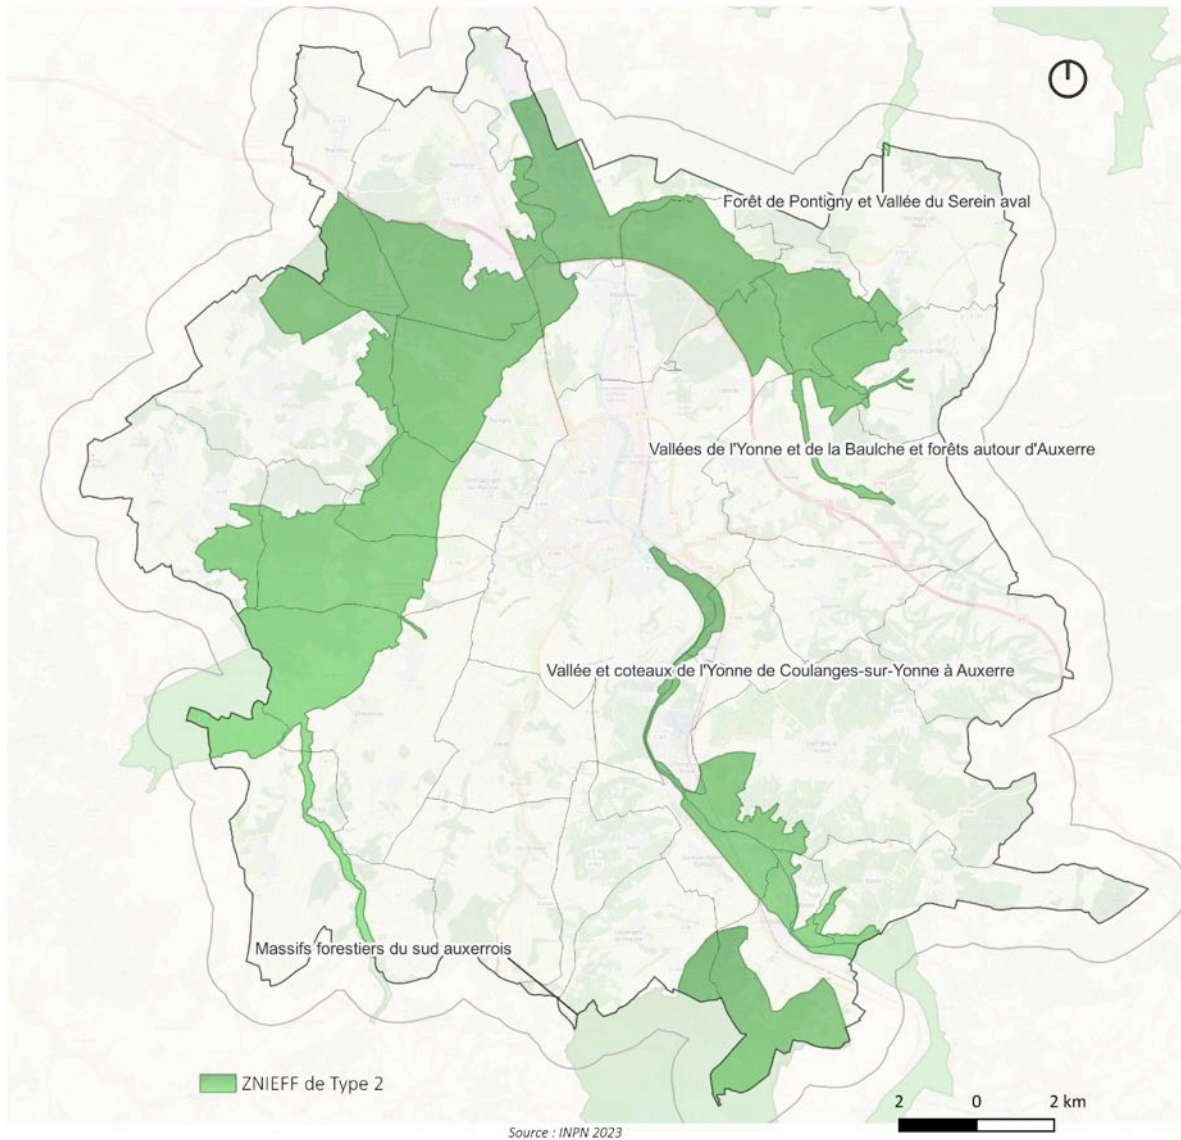 Forêt de Pontigny et Vallée du Serein aval
Vallées de l'Yonne et de la Baulche et forêts autour d'Auxerre
Auxerre
Vallée et coteaux de l'Yonne de Coulanges-sur-Yonne à Auxerre
Massifs forestiers du sud auxerrois
ZNIEFF de Type 2
2 0 2 km
Source : INPN 2023